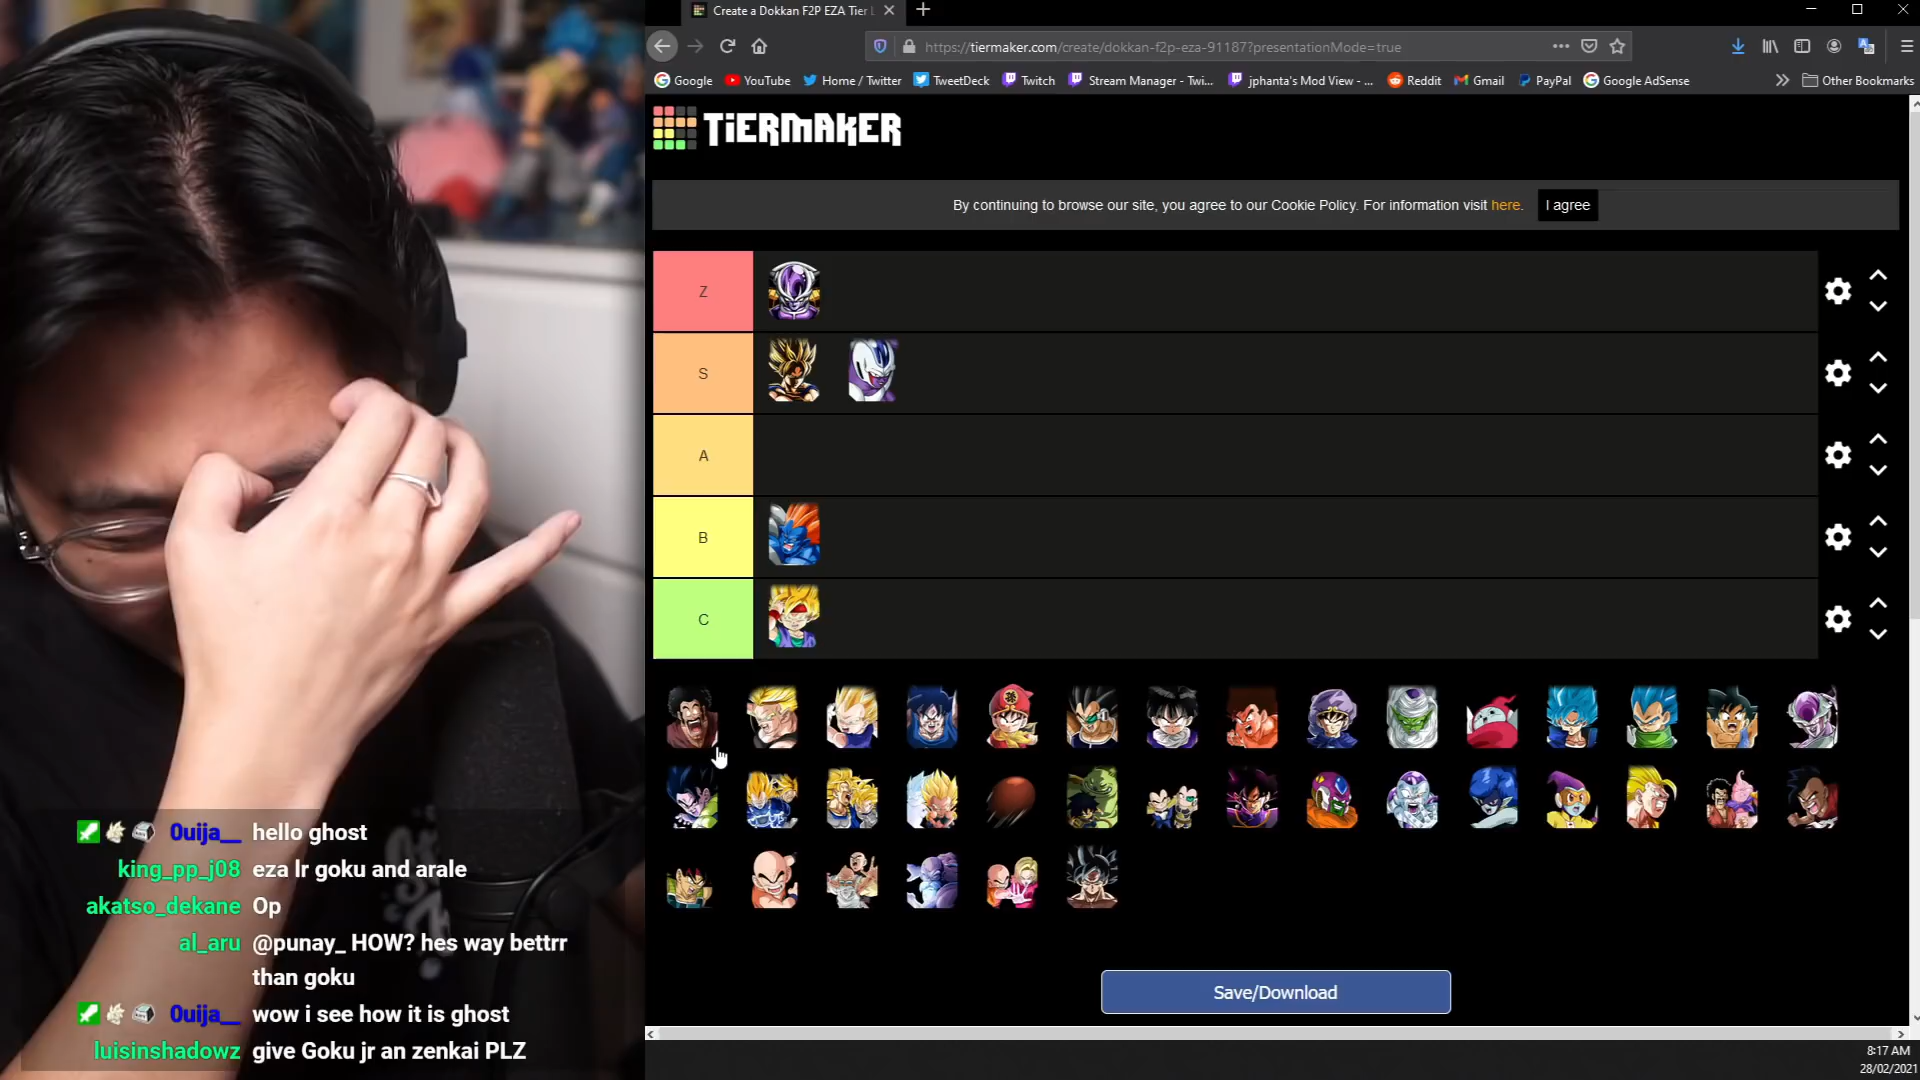 Create a Dokkan F2P EZA Tier L
https://tiermaker.com/create/dokkan-f2p-eza-91187?presentationMode=true
Google YouTube Home / Twitter TweetDeck Twitch Stream Manager - Twi... jphanta's Mod View - ... Reddit Gmail PayPal Google AdSense Other Bookmarks
TiERMAKER
By continuing to browse our site, you agree to our Cookie Policy. For information visit here. I agree
Z
S
A
B
C
Save/Download
0uija__ hello ghost
king_pp_j08 eza lr goku and arale
akatso_dekane Op
al_aru @punay_ HOW? hes way bettrr
than goku
0uija__ wow i see how it is ghost
luisinshadowz give Goku jr an zenkai PLZ
8:17 AM
28/02/2021